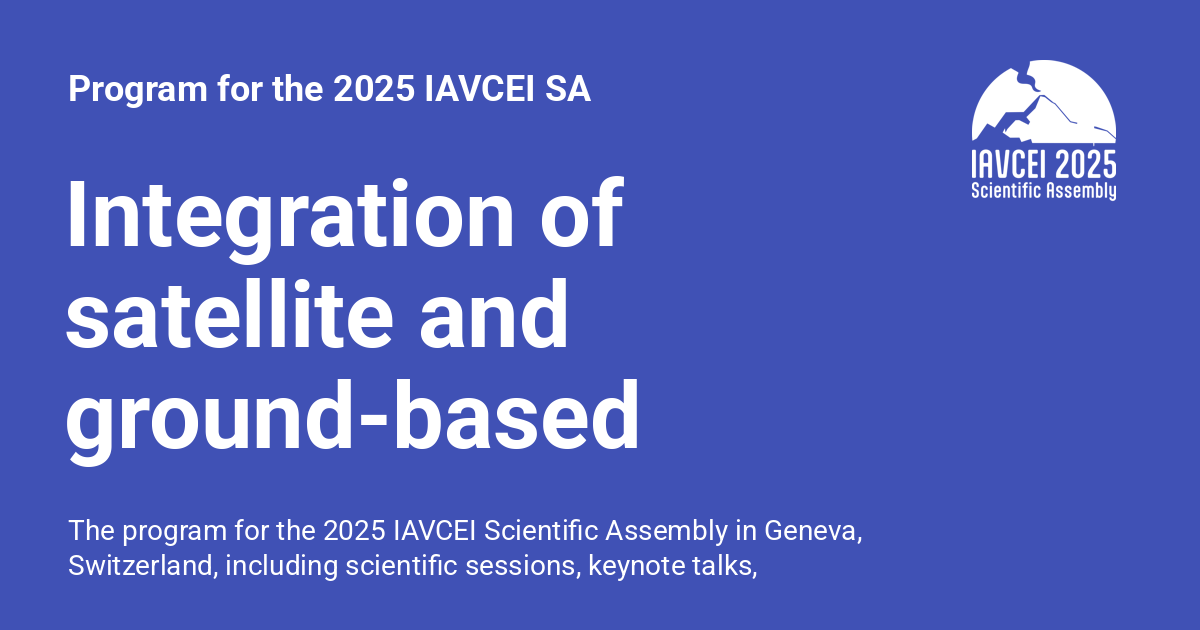 Program for the 2025 IAVCEI SA
IAVCEI 2025
Scientific Assembly
Integration of
satellite and
ground-based
The program for the 2025 IAVCEI Scientific Assembly in Geneva,
Switzerland, including scientific sessions, keynote talks,